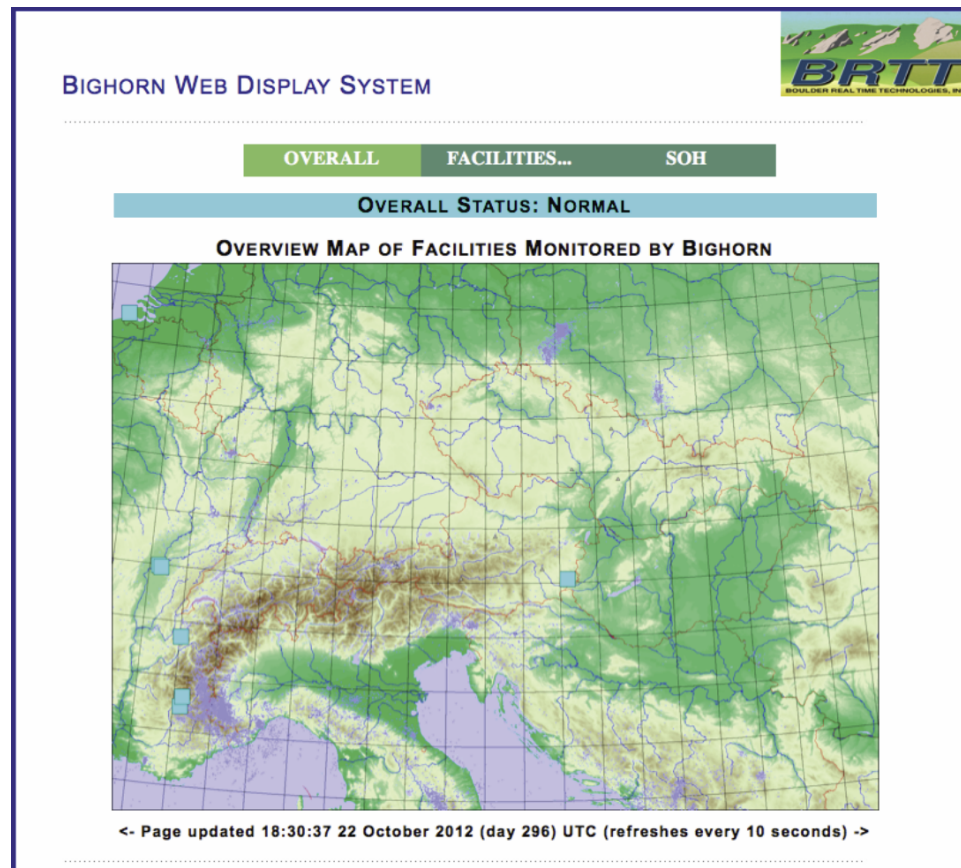 BRTT
BOULDER REAL TIME TECHNOLOGIES, IN
BIGHORN WEB DISPLAY SYSTEM
OVERALL FACILITIES... SOH
OVERALL STATUS: NORMAL
OVERVIEW MAP OF FACILITIES MONITORED BY BIGHORN
<- Page updated 18:30:37 22 October 2012 (day 296) UTC (refreshes every 10 seconds) ->